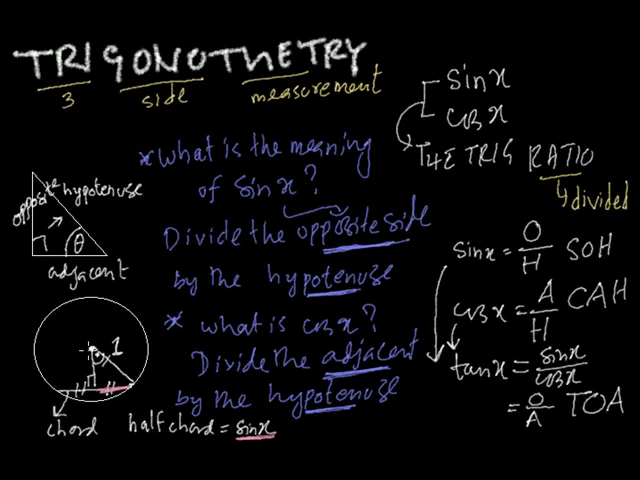 TRIGONOTHETRY
3 side measurement
*What is the meaning
of sinx?
Divide the opposite side
by the hypotenuse
* what is cosx?
Divide the adjacent
by the hypotenuse
opposite
hypotenuse
θ
adjacent
x 1
chord
half chord = sinx
sinx
cosx
THE TRIG RATIO
divided
sinx = O/H SOH
cosx = A/H CAH
tanx = sinx/cosx
= O/A TOA